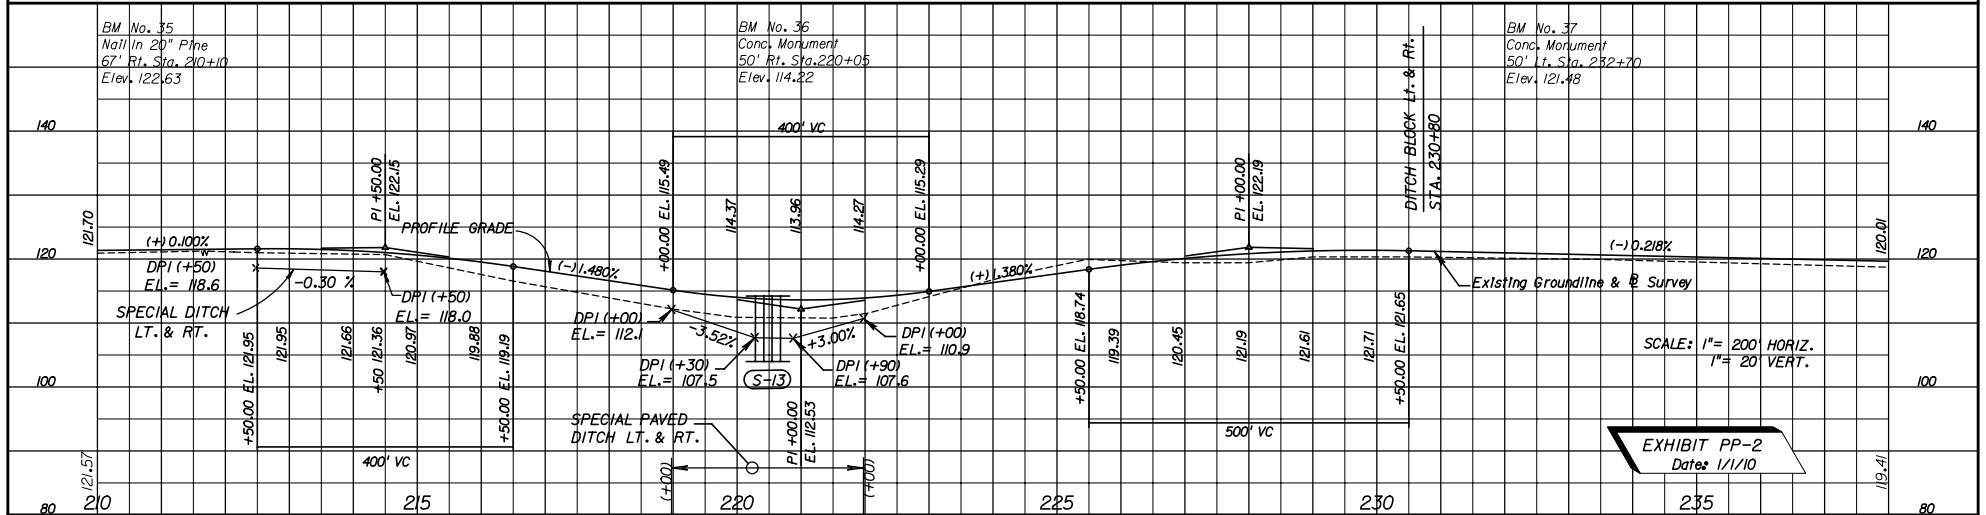 BM No. 35
Nail in 20" Pine
67' Rt. Sta. 210+10
Elev. 122.63
BM No. 36
Conc. Monument
50' Rt. Sta.220+05
Elev. 114.22
BM No. 37
Conc. Monument
50' Lt. Sta. 232+70
Elev. 121.48
DITCH BLOCK Lt. & Rt.
STA. 230+80
140
400' VC
140
121.70
PI +50.00
EL. 122.15
+00.00 EL. 115.49
114.37
113.96
114.27
+00.00 EL. 115.29
PI +00.00
EL. 122.19
120.01
PROFILE GRADE
(+) 0.100%
(-) 1.480%
(+) 1.380%
(-) 0.218%
120
120
DPI (+50)
EL.= 118.6
-0.30 %
DPI (+50)
EL.= 118.0
SPECIAL DITCH
LT. & RT.
DPI (+00)
EL.= 112.1
-3.52%
+3.00%
DPI (+00)
EL.= 110.9
Existing Groundline & B Survey
DPI (+30)
EL.= 107.5
S-13
DPI (+90)
EL.= 107.6
SCALE: 1"= 200' HORIZ.
1"= 20' VERT.
+50.00 EL. 121.95
121.95
121.66
+50 121.36
120.97
119.88
+50.00 EL. 119.19
+50.00 EL. 118.74
119.39
120.45
121.19
121.61
121.71
+50.00 EL. 121.65
100
100
SPECIAL PAVED
DITCH LT. & RT.
PI +00.00
EL. 112.53
400' VC
500' VC
(+00)
(+00)
EXHIBIT PP-2
Date: 1/1/10
121.57
119.41
80
210
215
220
225
230
235
80